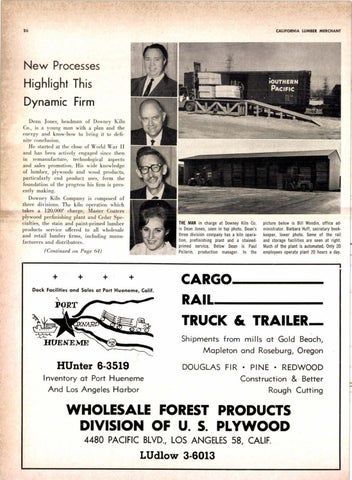 26
CALIFORNIA LUMBER MERCHANT
New Processes
Highlight This
Dynamic Firm
Dean Jones, headman of Downey Kiln
Co., is a young man with a plan and the
energy and know-how to bring it to defi-
nite conclusion.
He started at the close of World War II
and has been actively engaged since then
in remanufacture, technological aspects
and sales promotion. His wide knowledge
of lumber, plywoods and wood products,
particularly end product uses, form the
foundation of the progress his firm is pres-
ently making.
Downey Kiln Company is composed of
three divisions. The kiln operation which
takes a 120,000' charge, Master Coaters
plywood prefinishing plant and Cedar Spe-
cialties, the stain and paint-primed lumber
products service offered to all wholesale
and retail lumber firms, including manu-
facturers and distributors.
(Continued on Page 64)
SOUTHERN
PACIFIC
THE MAN in charge at Downey Kiln Co.
is Dean Jones, seen in top photo. Dean's
three division company has a kiln opera-
tion, prefinishing plant and a stained-
primed service. Below Dean is Paul
production manager. In the
picture below is Bill Wondin, office ad-
ministrator. Barbara Huff, secretary book-
keeper, lower photo. Some of the rail
and storage facilities are seen at right.
Much of the plant is automated. Only 20
employees operate plant 20 hours a day.
Dock Facilities and Sales at Port Hueneme, Calif.
PORT
OXNARD
HUENEME
HUnter 6-3519
Inventory at Port Hueneme
And Los Angeles Harbor
CARGO
RAIL
TRUCK & TRAILER
Shipments from mills at Gold Beach,
Mapleton and Roseburg, Oregon
DOUGLAS FIR • PINE • REDWOOD
Construction & Better
Rough Cutting
WHOLESALE FOREST PRODUCTS
DIVISION OF U. S. PLYWOOD
4480 PACIFIC BLVD., LOS ANGELES 58, CALIF.
LUdlow 3-6013